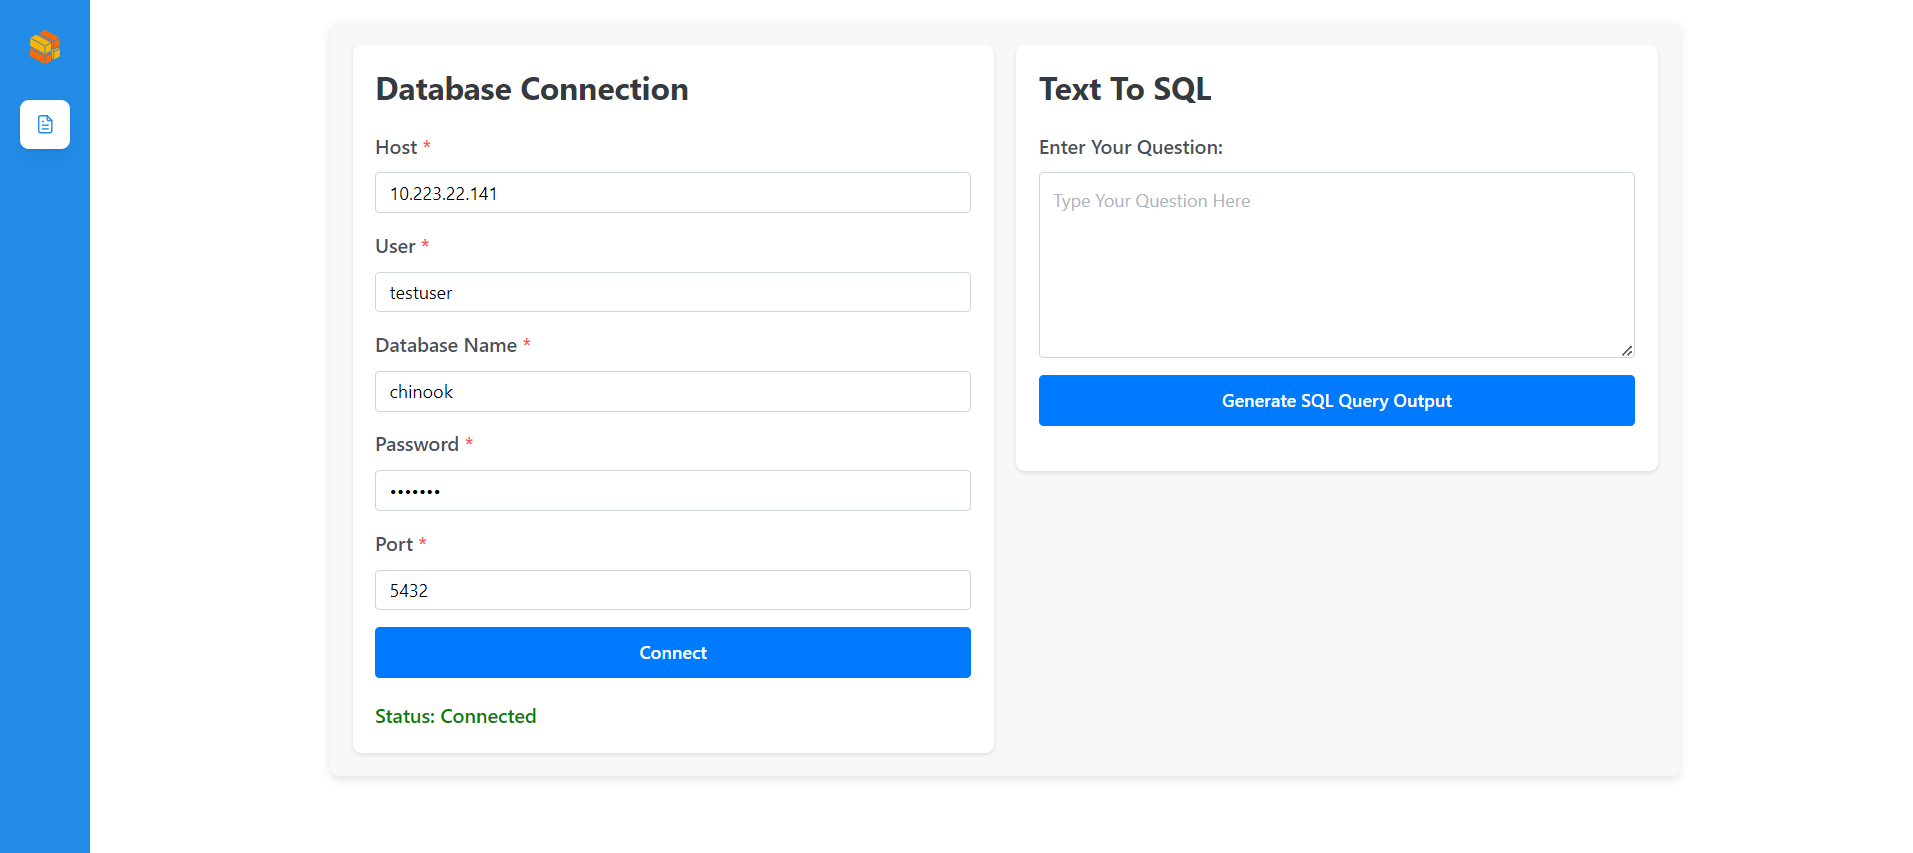 Database Connection
Host *
10.223.22.141
User *
testuser
Database Name *
chinook
Password *
•••••••
Port *
5432
Connect
Status: Connected
Text To SQL
Enter Your Question:
Type Your Question Here
Generate SQL Query Output